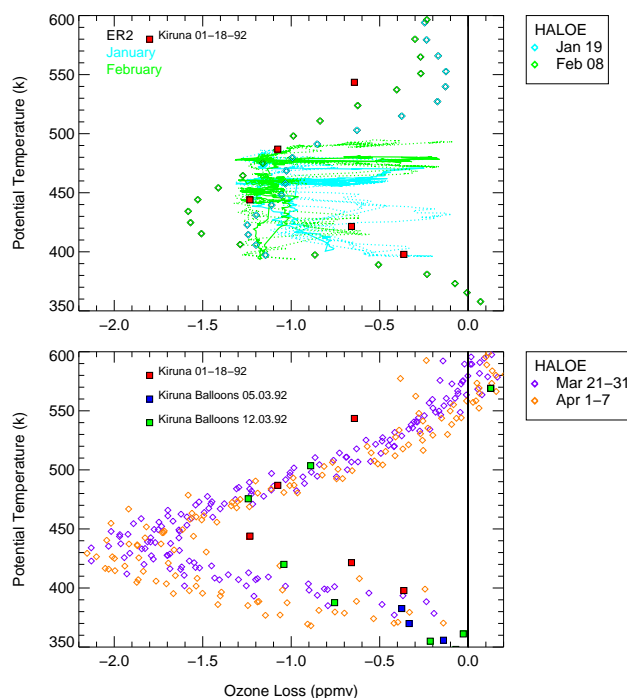 ER2
January
February
Kiruna 01−18−92
HALOE
Jan 19
Feb 08
Potential Temperature (k)
600
550
500
450
400
350
−2.0 −1.5 −1.0 −0.5 0.0
Kiruna 01−18−92
Kiruna Balloons 05.03.92
Kiruna Balloons 12.03.92
HALOE
Mar 21−31
Apr 1−7
Potential Temperature (k)
600
550
500
450
400
350
−2.0 −1.5 −1.0 −0.5 0.0
Ozone Loss (ppmv)